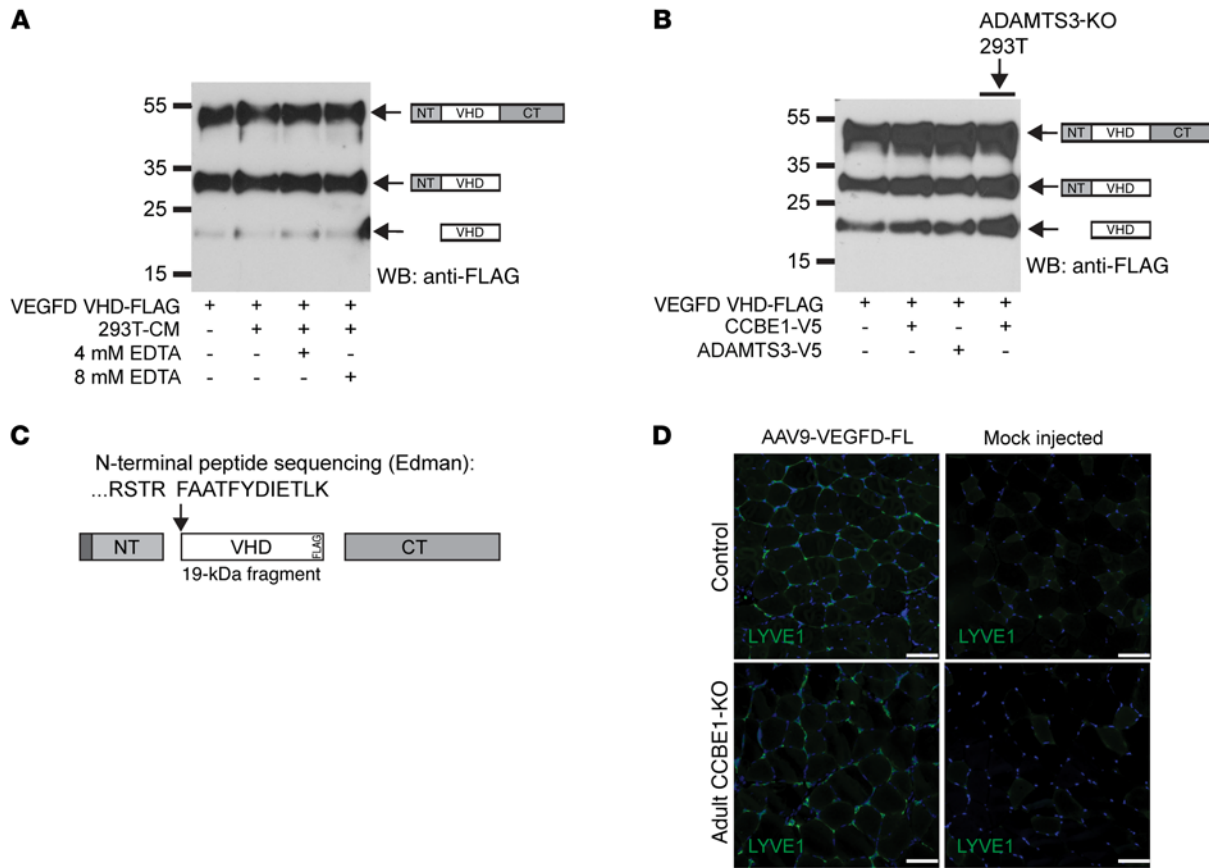 A
55
35
25
15
NT VHD CT
NT VHD
VHD
WB: anti-FLAG
VEGFD VHD-FLAG + + + +
293T-CM - + + +
4 mM EDTA - - + -
8 mM EDTA - - - +
B
ADAMTS3-KO
293T
55
35
25
15
NT VHD CT
NT VHD
VHD
WB: anti-FLAG
VEGFD VHD-FLAG + + + +
CCBE1-V5 - + - +
ADAMTS3-V5 - - + -
C
N-terminal peptide sequencing (Edman):
...RSTR FAATFYDIETLK
NT VHD FLAG CT
19-kDa fragment
D
AAV9-VEGFD-FL Mock injected
Control
LYVE1 LYVE1
Adult CCBE1-KO
LYVE1 LYVE1